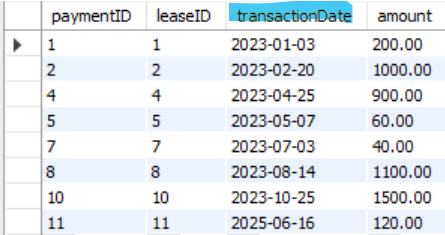 paymentID leaseID transactionDate amount
1 1 2023-01-03 200.00
2 2 2023-02-20 1000.00
4 4 2023-04-25 900.00
5 5 2023-05-07 60.00
7 7 2023-07-03 40.00
8 8 2023-08-14 1100.00
10 10 2023-10-25 1500.00
11 11 2025-06-16 120.00